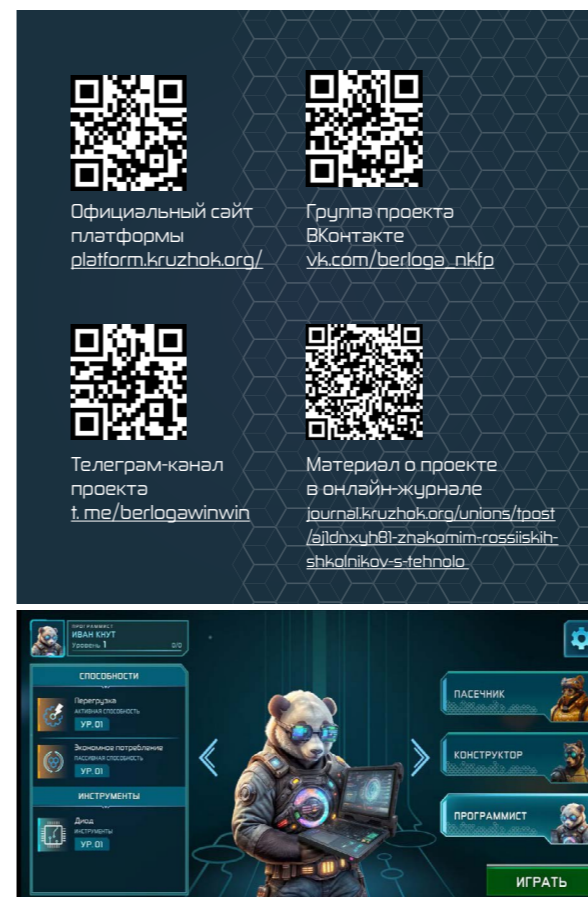 Официальный сайт
платформы
platform.kruzhok.org/
Группа проекта
ВКонтакте
vk.com/berloga_nkfp
Телеграм-канал
проекта
t. me/berlogawinwin
Материал о проекте
в онлайн-журнале
journal.kruzhok.org/unions/tpost
/aj1dnxyh81-znakomim-rossiiskih-
shkolnikov-s-tehnolo
ПРОГРАММИСТ
ИВАН КНУТ
Уровень 1
0/0
СПОСОБНОСТИ
Перегрузка
АКТИВНАЯ СПОСОБНОСТЬ
УР. 01
Экономное потребление
ПАССИВНАЯ СПОСОБНОСТЬ
УР. 01
ИНСТРУМЕНТЫ
Диод
ИНСТРУМЕНТЫ
УР. 01
ПАСЕЧНИК
КОНСТРУКТОР
ПРОГРАММИСТ
ИГРАТЬ